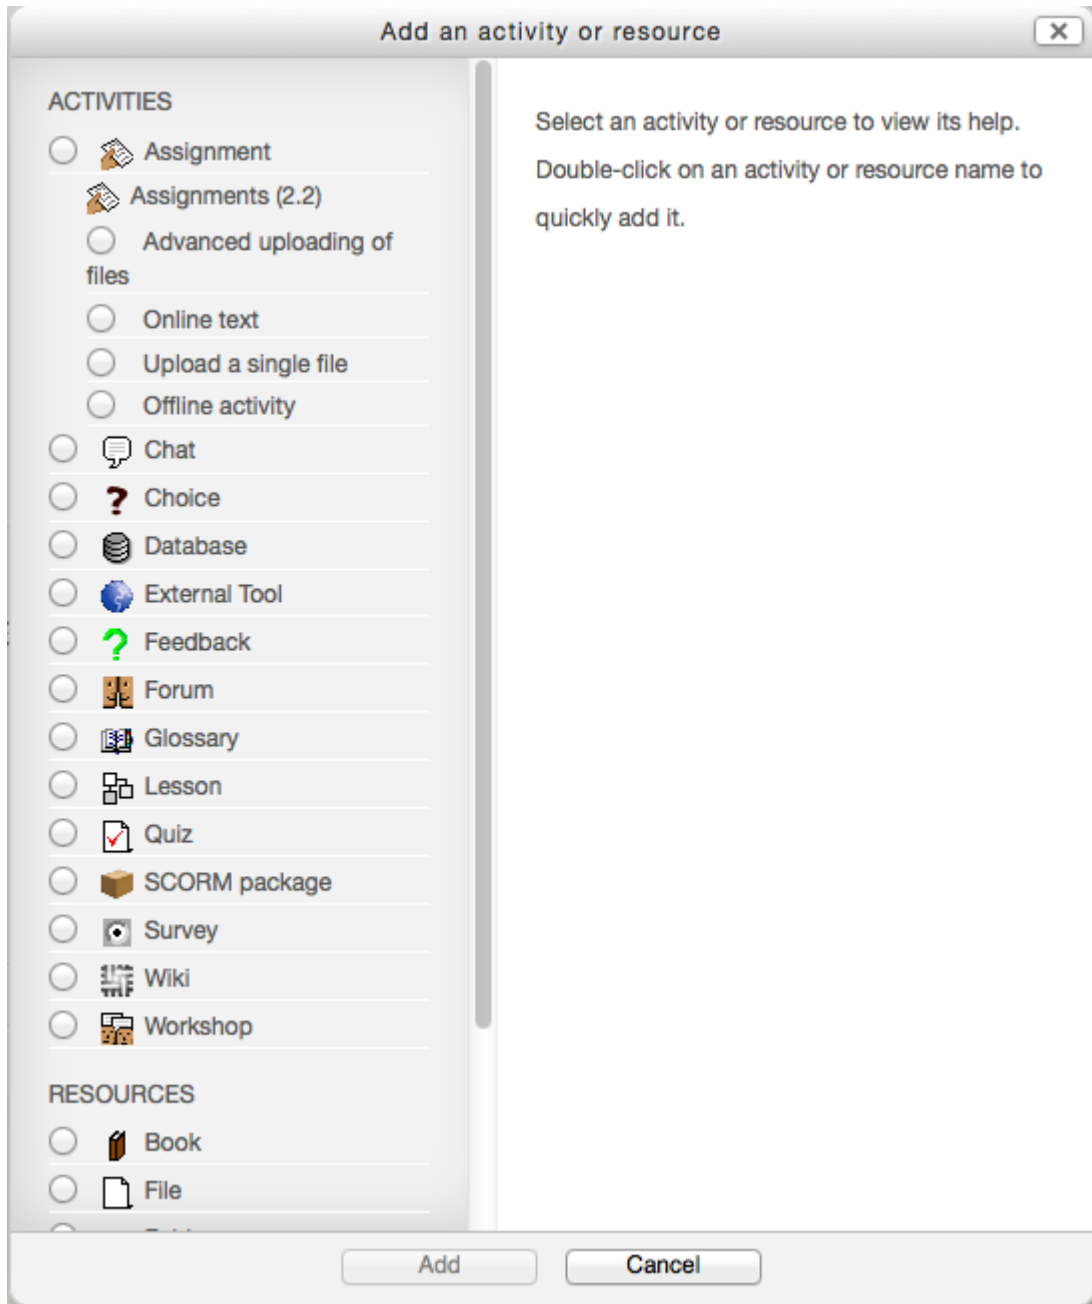 Add an activity or resource
ACTIVITIES
Assignment
Assignments (2.2)
Advanced uploading of
files
Online text
Upload a single file
Offline activity
Chat
Choice
Database
External Tool
Feedback
Forum
Glossary
Lesson
Quiz
SCORM package
Survey
Wiki
Workshop
RESOURCES
Book
File
Select an activity or resource to view its help.
Double-click on an activity or resource name to
quickly add it.
Add
Cancel